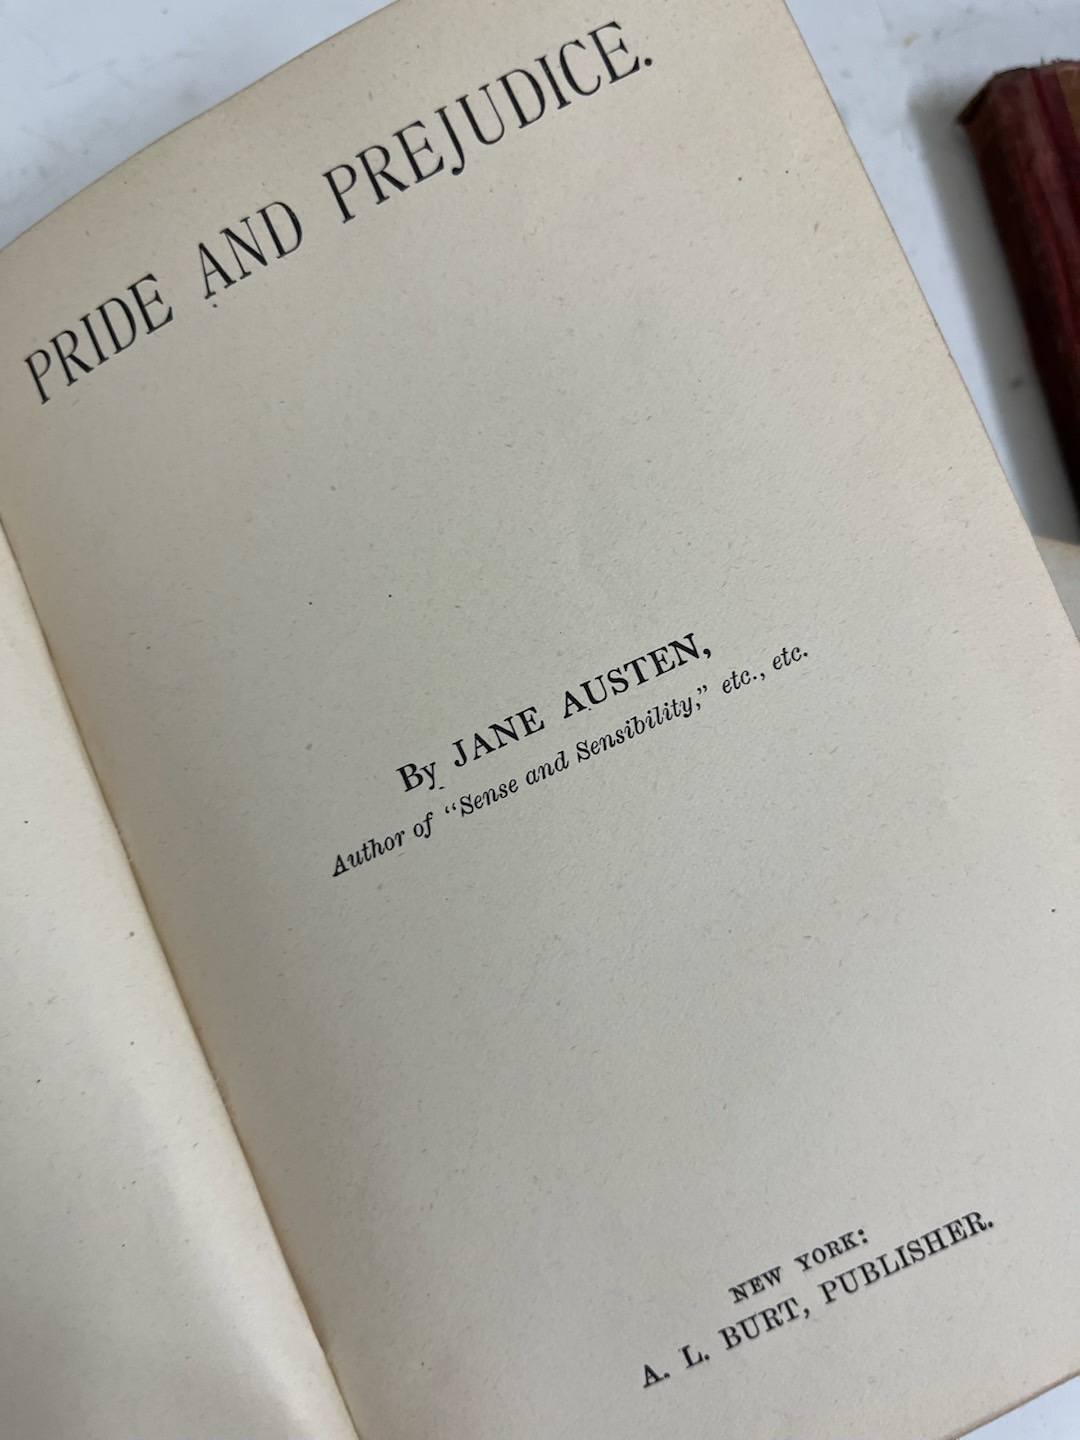 PRIDE AND PREJUDICE.
By JANE AUSTEN,
Author of “Sense and Sensibility,” etc., etc.
NEW YORK:
A. L. BURT, PUBLISHER.